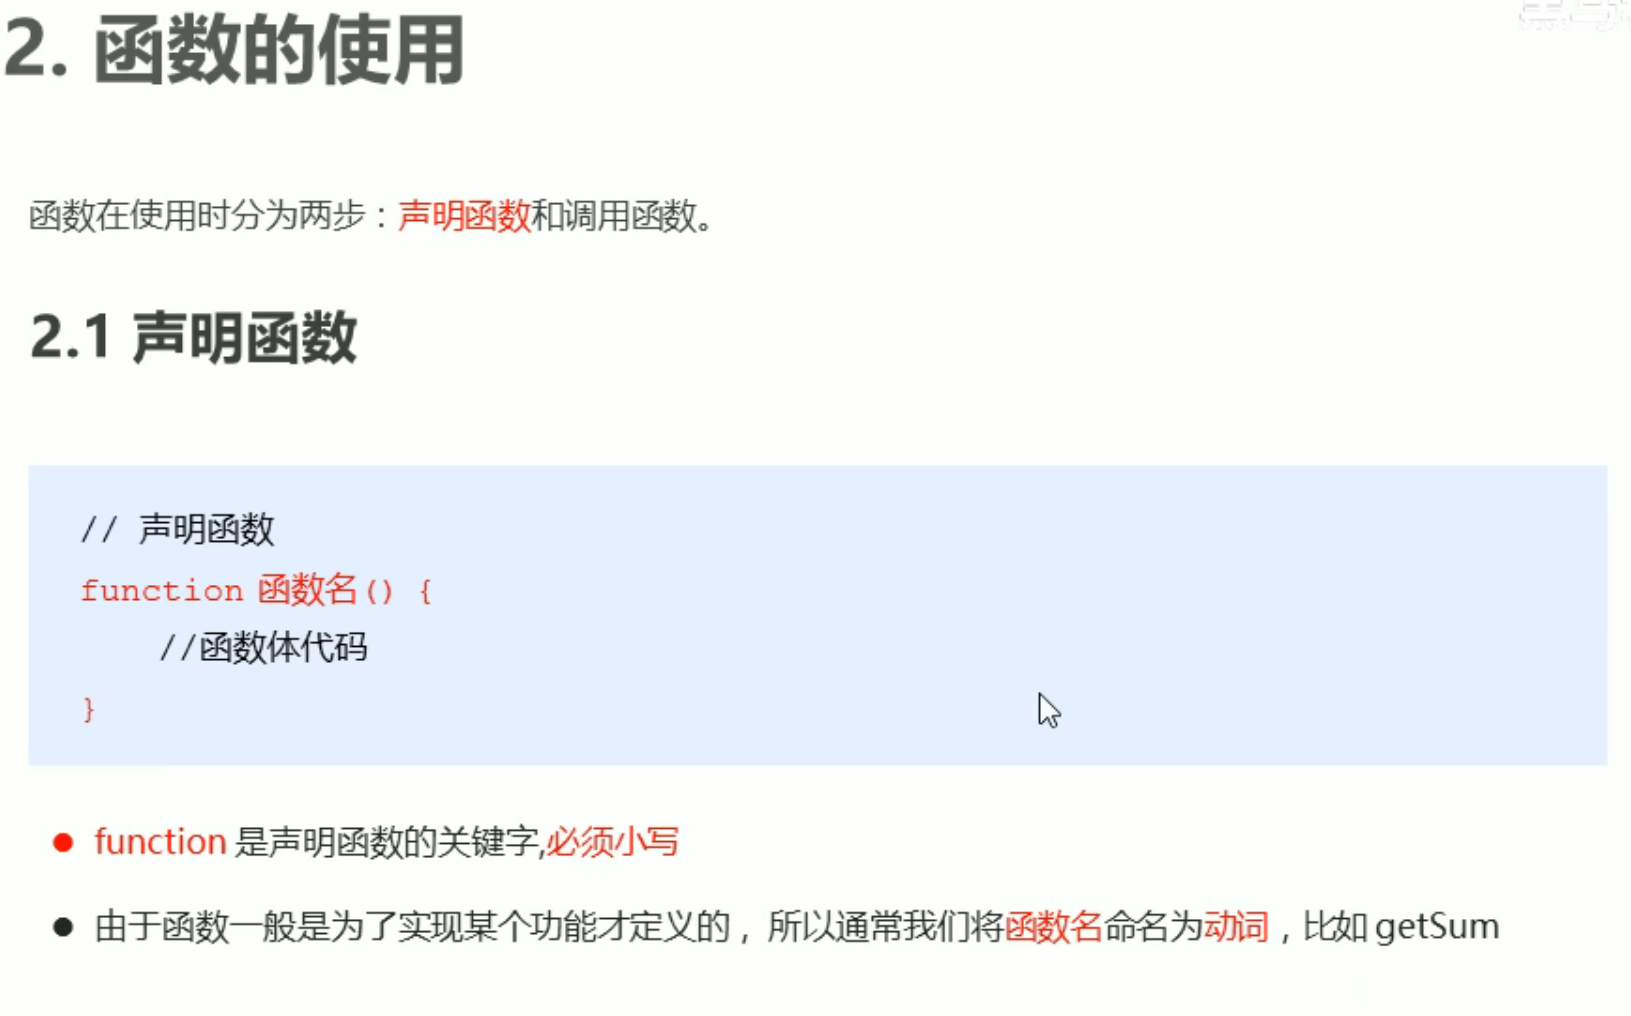 2. 函数的使用
函数在使用时分为两步：声明函数和调用函数。
2.1 声明函数
// 声明函数
function 函数名() {
//函数体代码
}
● function 是声明函数的关键字,必须小写
● 由于函数一般是为了实现某个功能才定义的，所以通常我们将函数名命名为动词，比如 getSum